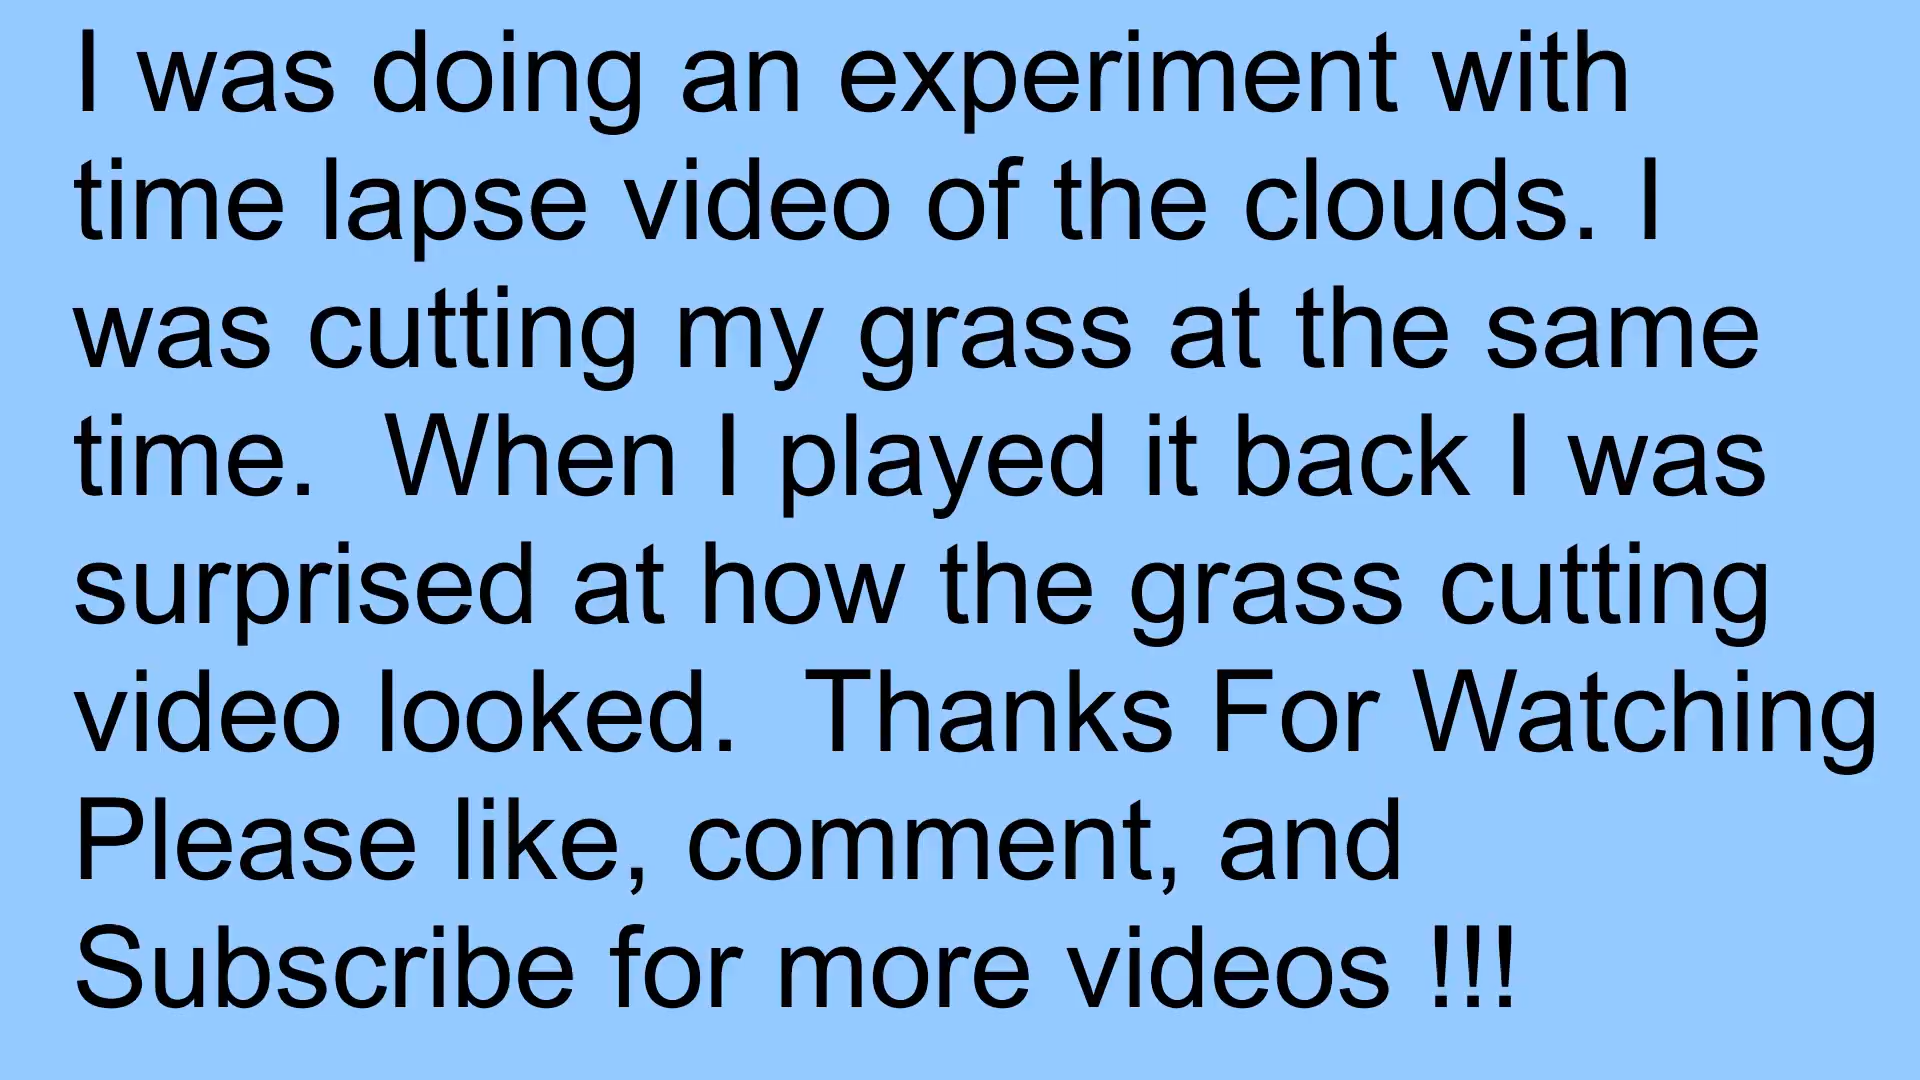 I was doing an experiment with
time lapse video of the clouds. I
was cutting my grass at the same
time.  When I played it back I was
surprised at how the grass cutting
video looked.  Thanks For Watching
Please like, comment, and
Subscribe for more videos !!!